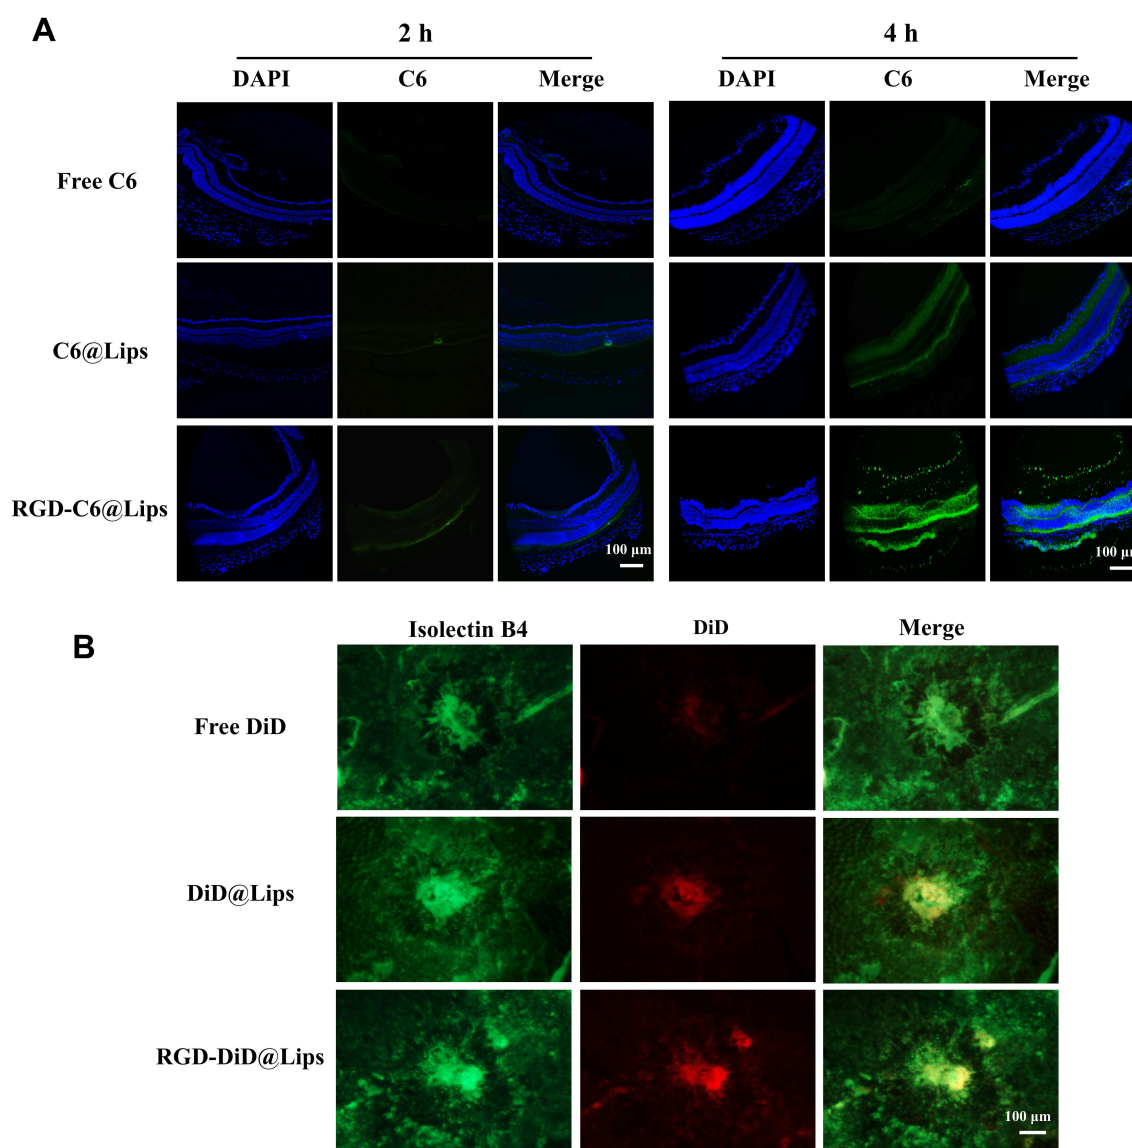 A
2 h
4 h
DAPI C6 Merge DAPI C6 Merge
Free C6
C6@Lips
RGD-C6@Lips
100 µm
100 µm
B
Isolectin B4 DiD Merge
Free DiD
DiD@Lips
RGD-DiD@Lips
100 µm